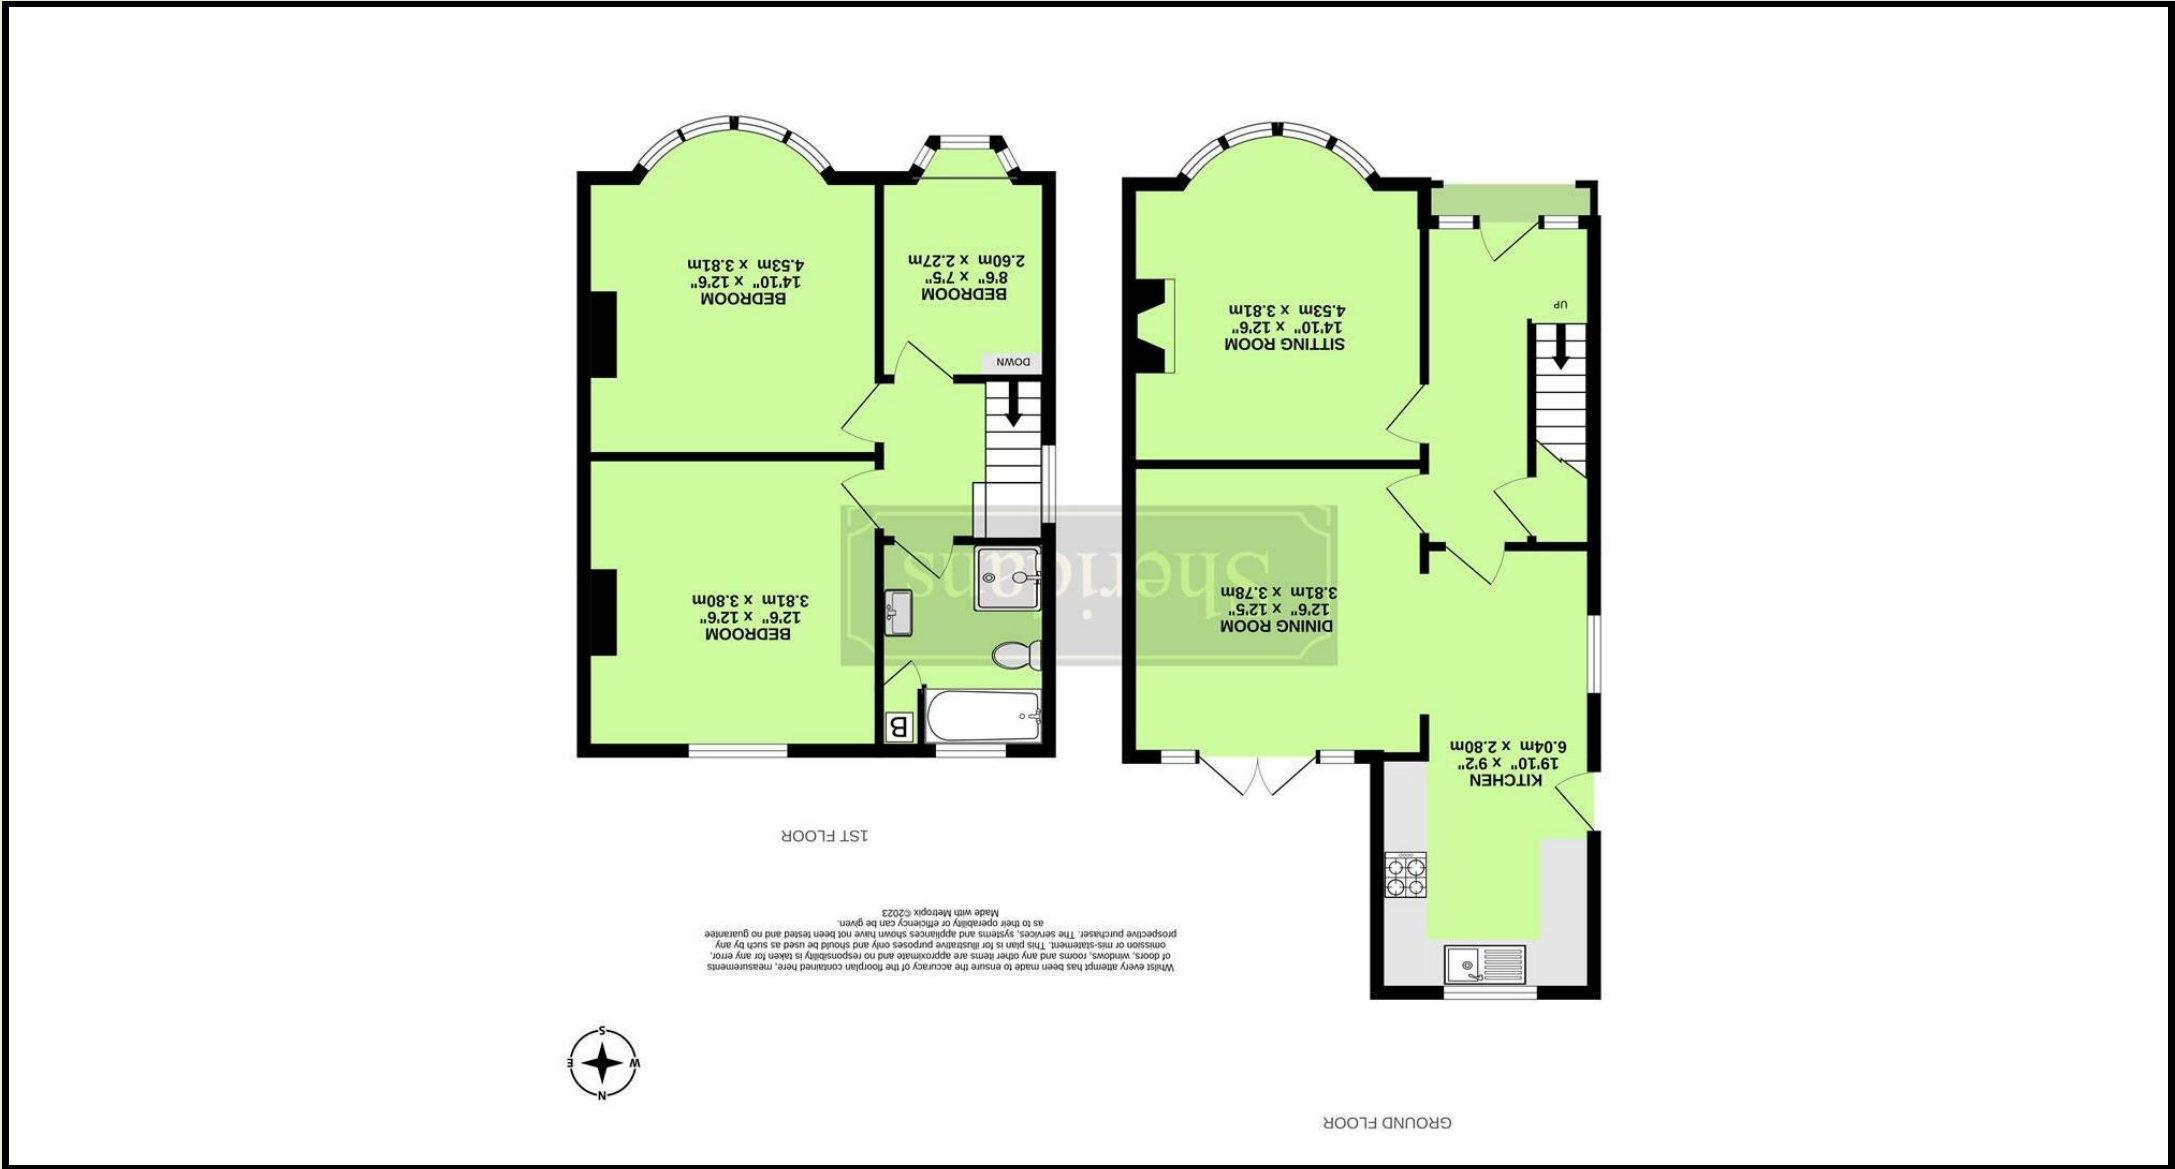 GROUND FLOOR
1ST FLOOR
KITCHEN
19'10" x 9'2"
6.04m x 2.80m
DINING ROOM
12'6" x 12'5"
3.81m x 3.78m
SITTING ROOM
14'10" x 12'6"
4.53m x 3.81m
UP
BEDROOM
12'6" x 12'6"
3.81m x 3.80m
BEDROOM
14'10" x 12'6"
4.53m x 3.81m
BEDROOM
8'6" x 7'5"
2.60m x 2.27m
DOWN
B
Sheridans
N
E
S
W
Whilst every attempt has been made to ensure the accuracy of the floorplan contained here, measurements
of doors, windows, rooms and any other items are approximate and no responsibility is taken for any error,
omission or mis-statement. This plan is for illustrative purposes only and should be used as such by any
prospective purchaser. The services, systems and appliances shown have not been tested and no guarantee
as to their operability or efficiency can be given.
Made with Metropix ©2023